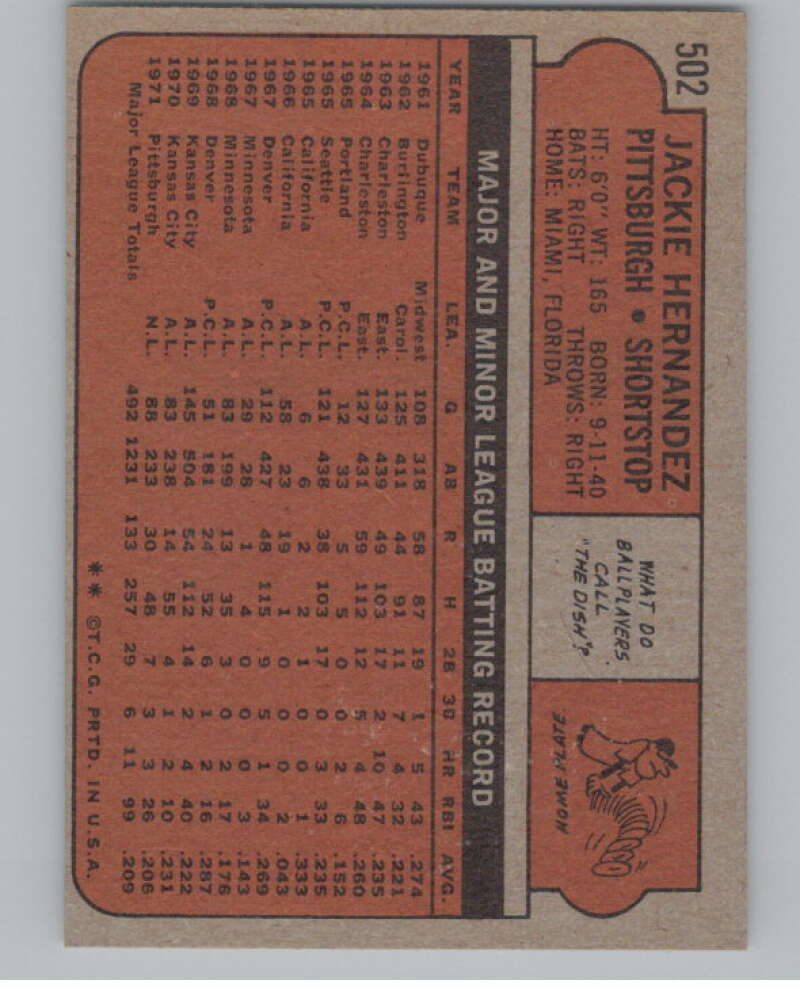 502
JACKIE HERNANDEZ
PITTSBURGH • SHORTSTOP
HT: 6'0" WT: 165 BORN: 9-11-40
BATS: RIGHT THROWS: RIGHT
HOME: MIAMI, FLORIDA
WHAT DO
BALLPLAYERS
CALL
"THE DISH"?
HOME PLATE
MAJOR AND MINOR LEAGUE BATTING RECORD
YEAR TEAM LEA. G AB R H 2B 3B HR RBI AVG.
1961 Dubuque Midwest 108 318 58 87 19 1 5 43 .274
1962 Burlington Carol. 125 411 44 91 11 7 4 32 .221
1963 Charleston East. 133 439 49 103 17 2 10 47 .235
1964 Charleston East. 127 431 59 112 12 5 4 48 .260
1965 Portland P.C.L. 12 33 5 5 0 0 2 6 .152
1965 Seattle P.C.L. 121 438 38 103 17 0 3 33 .235
1965 California A.L. 6 6 2 2 1 0 0 1 .333
1966 California A.L. 58 23 19 1 0 0 0 2 .043
1967 Denver P.C.L. 112 427 48 115 9 5 1 34 .269
1967 Minnesota A.L. 29 28 1 4 0 0 0 3 .143
1968 Minnesota A.L. 83 199 13 35 3 0 2 17 .176
1968 Denver P.C.L. 51 181 24 52 6 1 2 16 .287
1969 Kansas City A.L. 145 504 54 112 14 2 4 40 .222
1970 Kansas City A.L. 83 238 14 55 4 1 2 10 .231
1971 Pittsburgh N.L. 88 233 30 48 7 3 3 26 .206
Major League Totals 492 1231 133 257 29 6 11 99 .209
** ©T.C.G. PRTD. IN U.S.A.